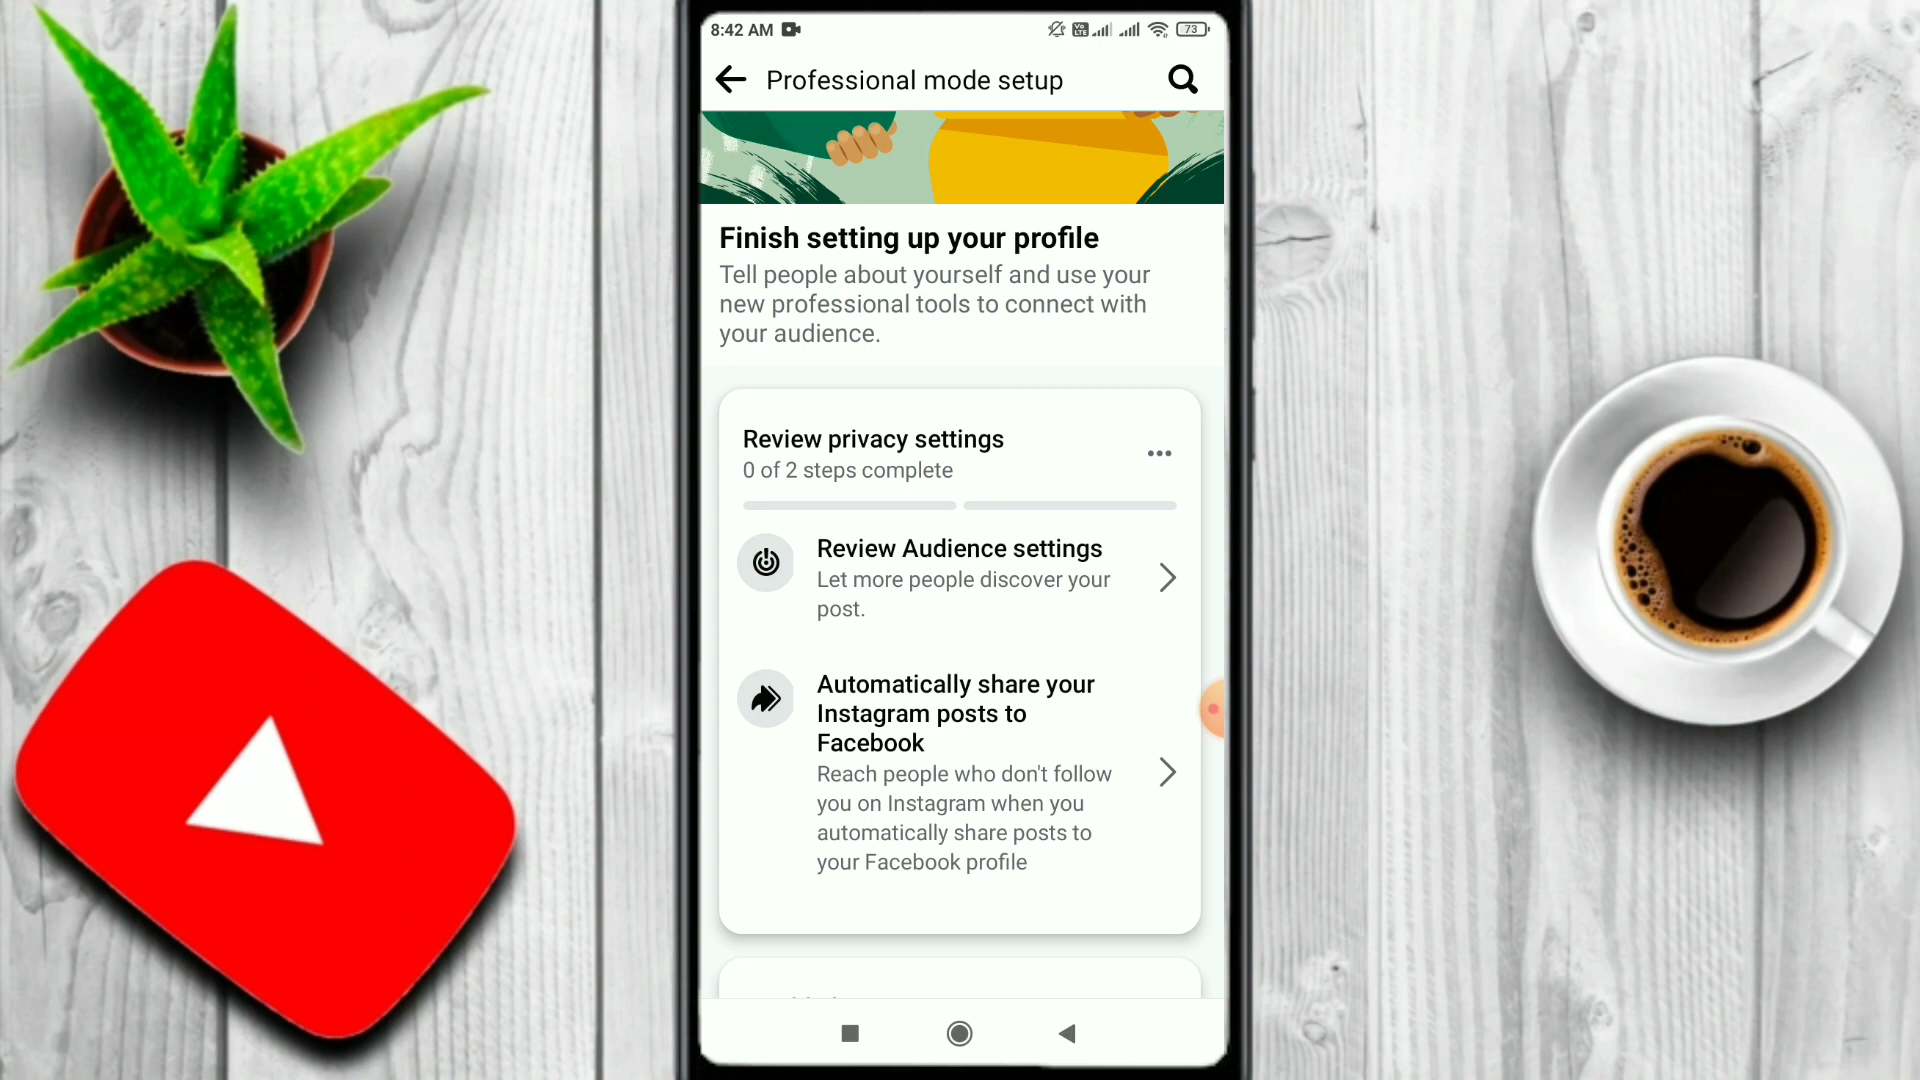 8:42 AM
Vo LTE
73
Professional mode setup
Finish setting up your profile
Tell people about yourself and use your
new professional tools to connect with
your audience.
Review privacy settings
0 of 2 steps complete
Review Audience settings
Let more people discover your
post.
Automatically share your
Instagram posts to
Facebook
Reach people who don't follow
you on Instagram when you
automatically share posts to
your Facebook profile